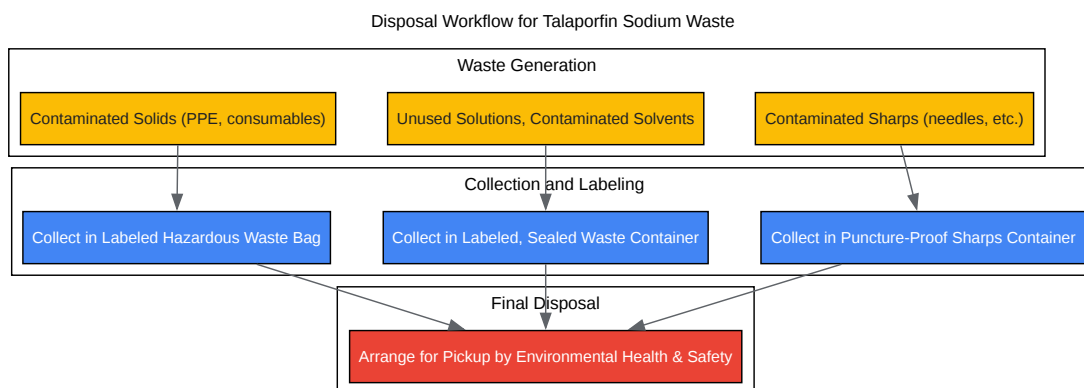 Disposal Workflow for Talaporfin Sodium Waste
Waste Generation
Contaminated Solids (PPE, consumables)
Unused Solutions, Contaminated Solvents
Contaminated Sharps (needles, etc.)
Collection and Labeling
Collect in Labeled Hazardous Waste Bag
Collect in Labeled, Sealed Waste Container
Collect in Puncture-Proof Sharps Container
Final Disposal
Arrange for Pickup by Environmental Health & Safety